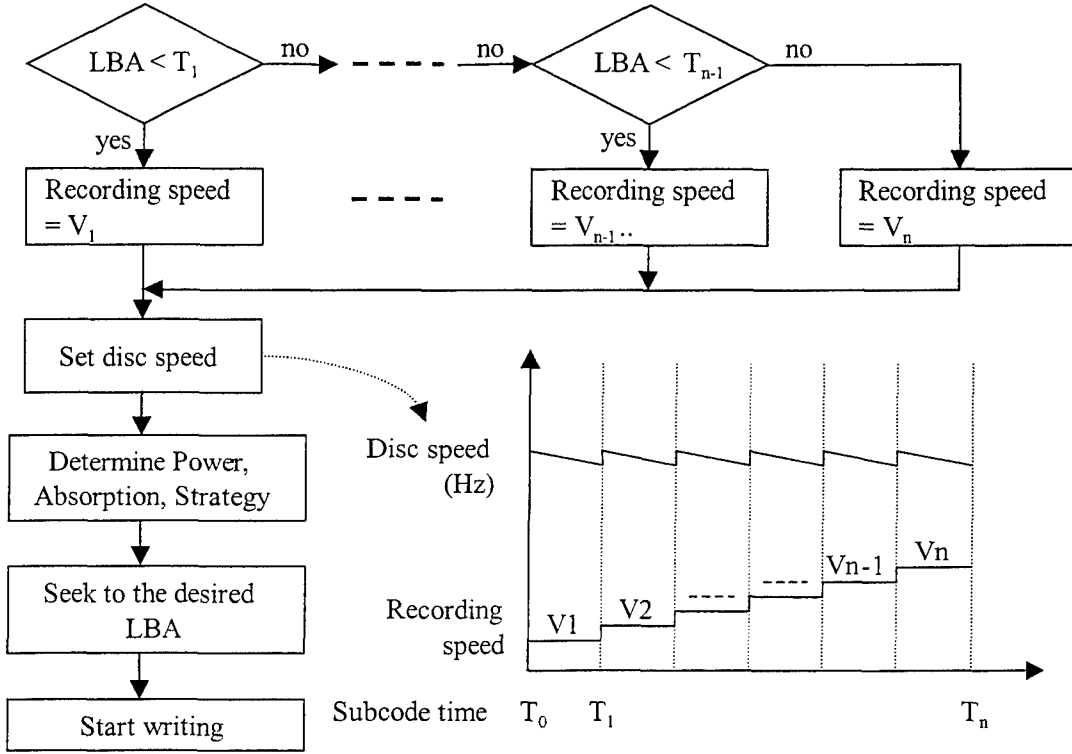 LBA < T1
no
no
LBA < Tn-1
no
yes
yes
Recording speed
= V1
Recording speed
= Vn-1..
Recording speed
= Vn
Set disc speed
Determine Power,
Absorption, Strategy
Seek to the desired
LBA
Start writing
Disc speed
(Hz)
Recording
speed
V1
V2
Vn-1
Vn
Subcode time
T0
T1
Tn